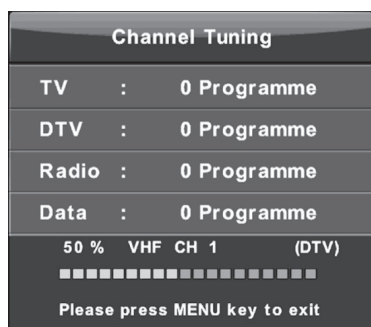 Channel Tuning
TV : 0 Programme
DTV : 0 Programme
Radio : 0 Programme
Data : 0 Programme
50 % VHF CH 1 (DTV)
Please press MENU key to exit